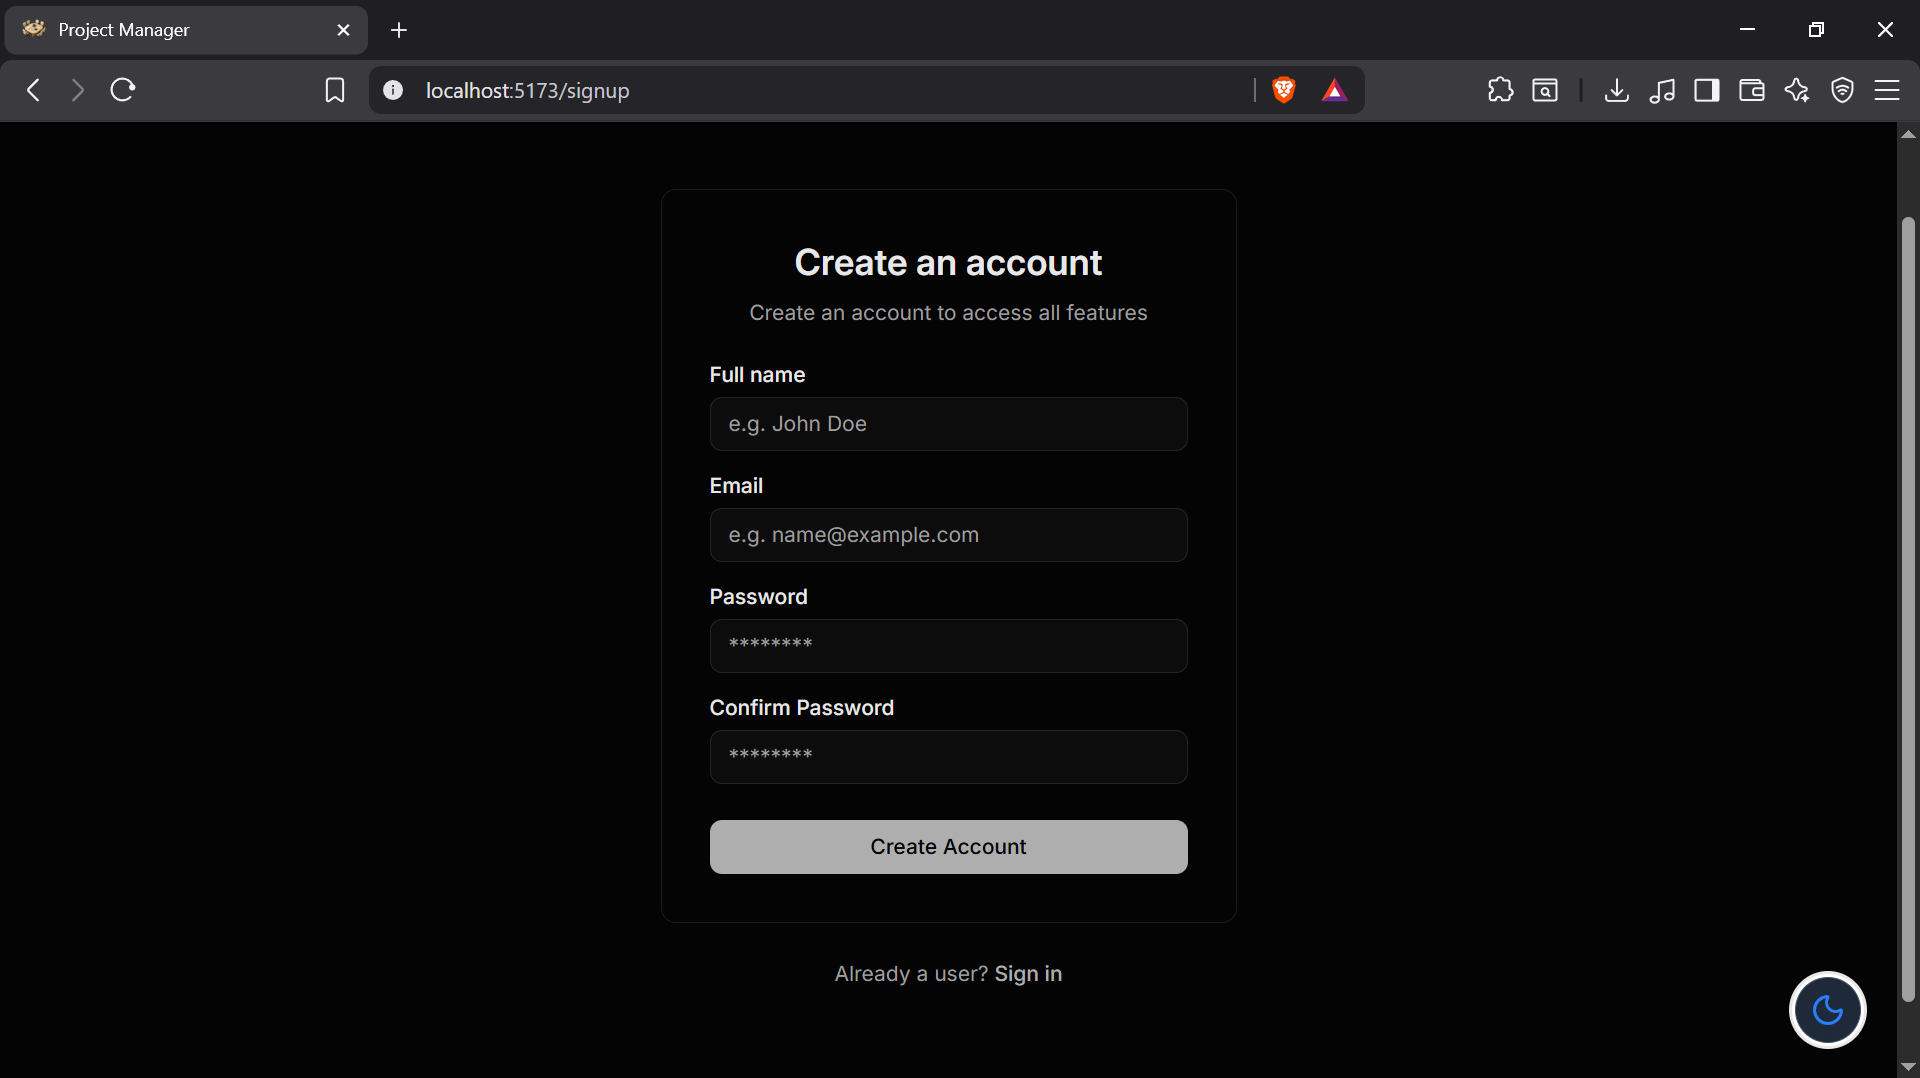 Project Manager
localhost:5173/signup
Create an account
Create an account to access all features
Full name
e.g. John Doe
Email
e.g. name@example.com
Password
********
Confirm Password
********
Create Account
Already a user? Sign in